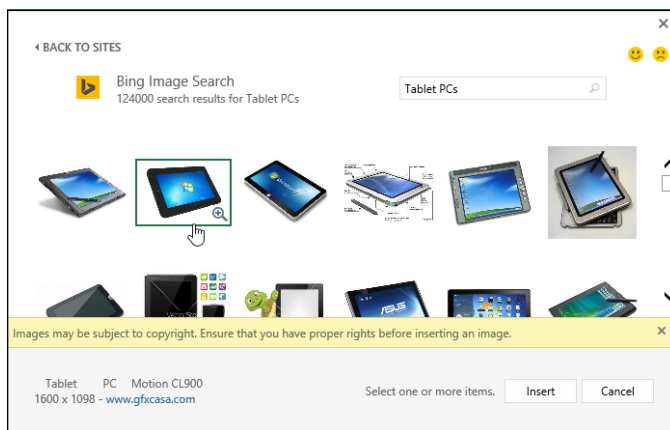 BACK TO SITES
Bing Image Search
124000 search results for Tablet PCs
Tablet PCs
ASUS
Images may be subject to copyright. Ensure that you have proper rights before inserting an image.
Tablet PC Motion CL900
1600 x 1098 - www.gfxcasa.com
Select one or more items.
Insert
Cancel